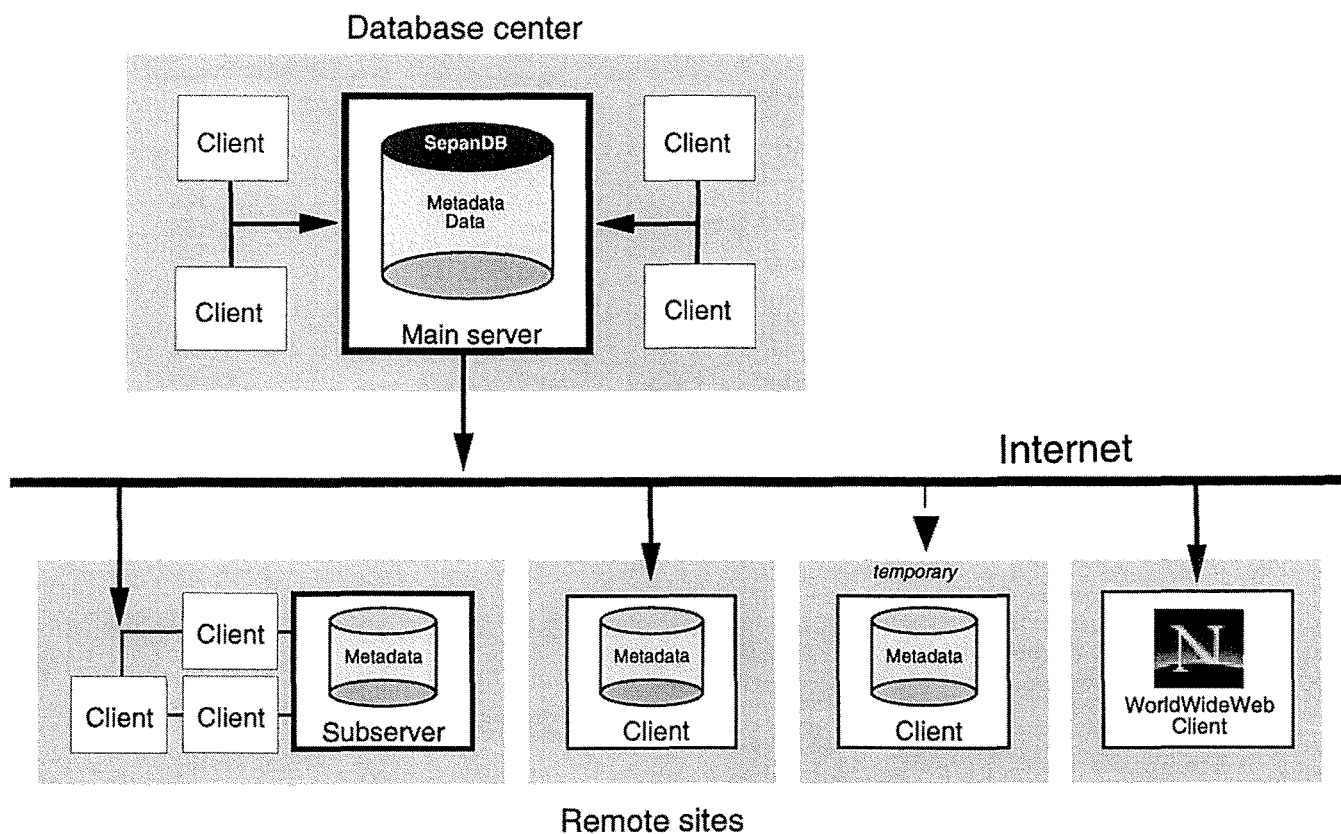 Database center
Client
Client
Client
Client
SepanDB
Metadata
Data
Main server
Internet
Client
Client
Client
Metadata
Subserver
Metadata
Client
temporary
Metadata
Client
N
WorldWideWeb
Client
Remote sites